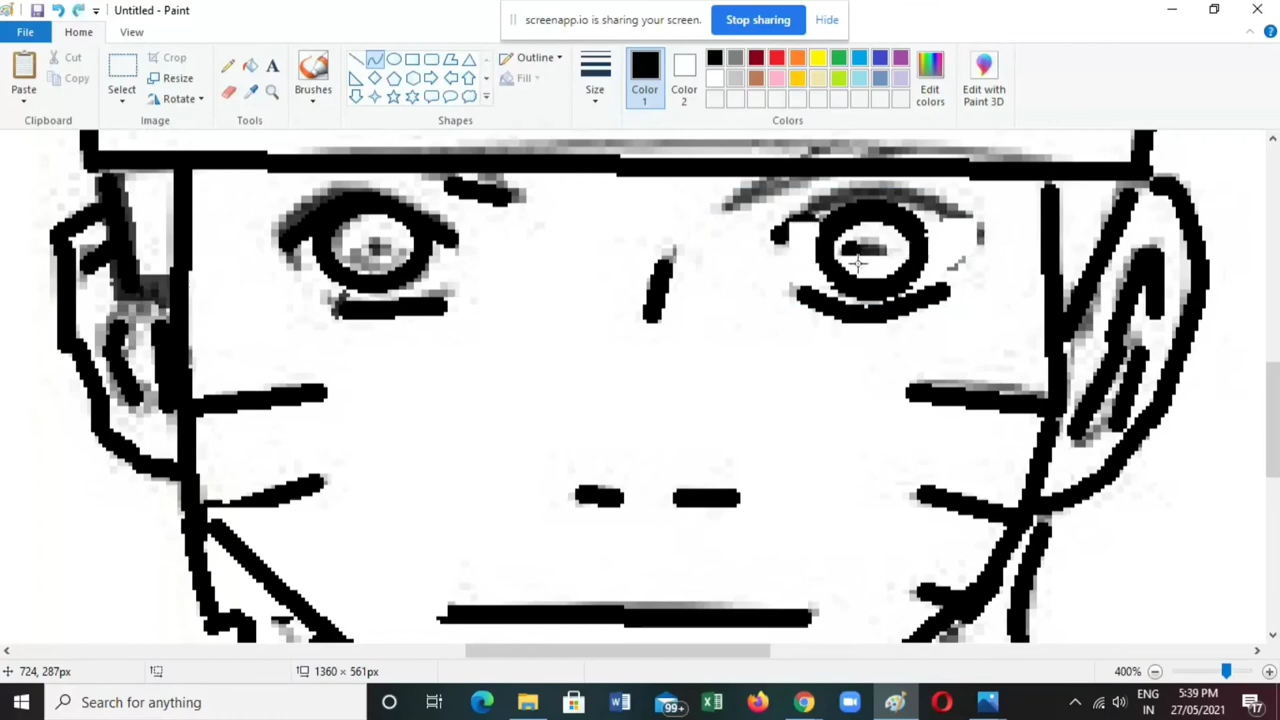 Untitled - Paint
screenapp.io is sharing your screen.
Stop sharing
Hide
File
Home
View
Paste
Cut
Copy
Clipboard
Select
Crop
Resize
Rotate
Image
Tools
Brushes
Shapes
Outline
Fill
Size
Color 1
Color 2
Colors
Edit colors
Edit with Paint 3D
724, 287px
1360 × 561px
400%
Search for anything
99+
ENG
IN
5:39 PM
27/05/2021
17